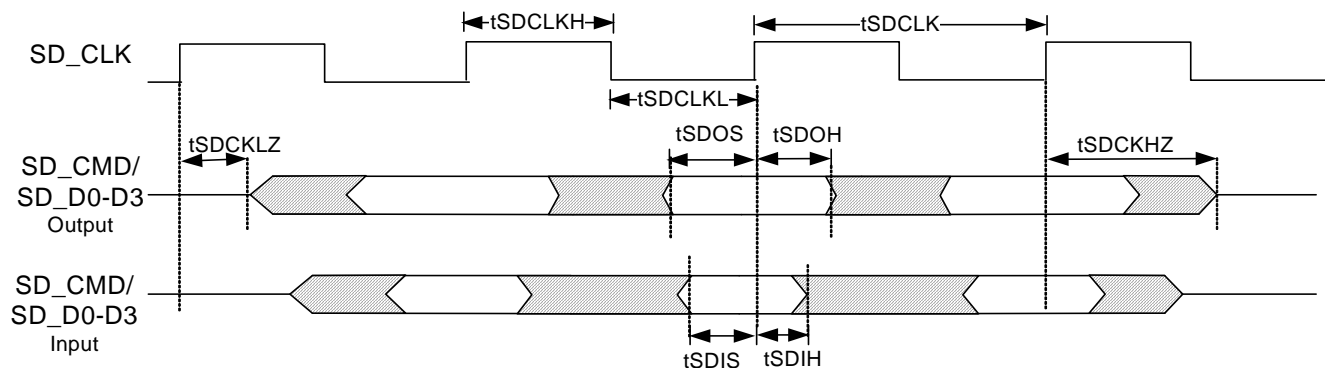 tSDCLKH
tSDCLK
SD_CLK
tSDCLKL
tSDCKLZ
tSDOS
tSDOH
tSDCKHZ
SD_CMD/
SD_D0-D3
Output
SD_CMD/
SD_D0-D3
Input
tSDIS
tSDIH